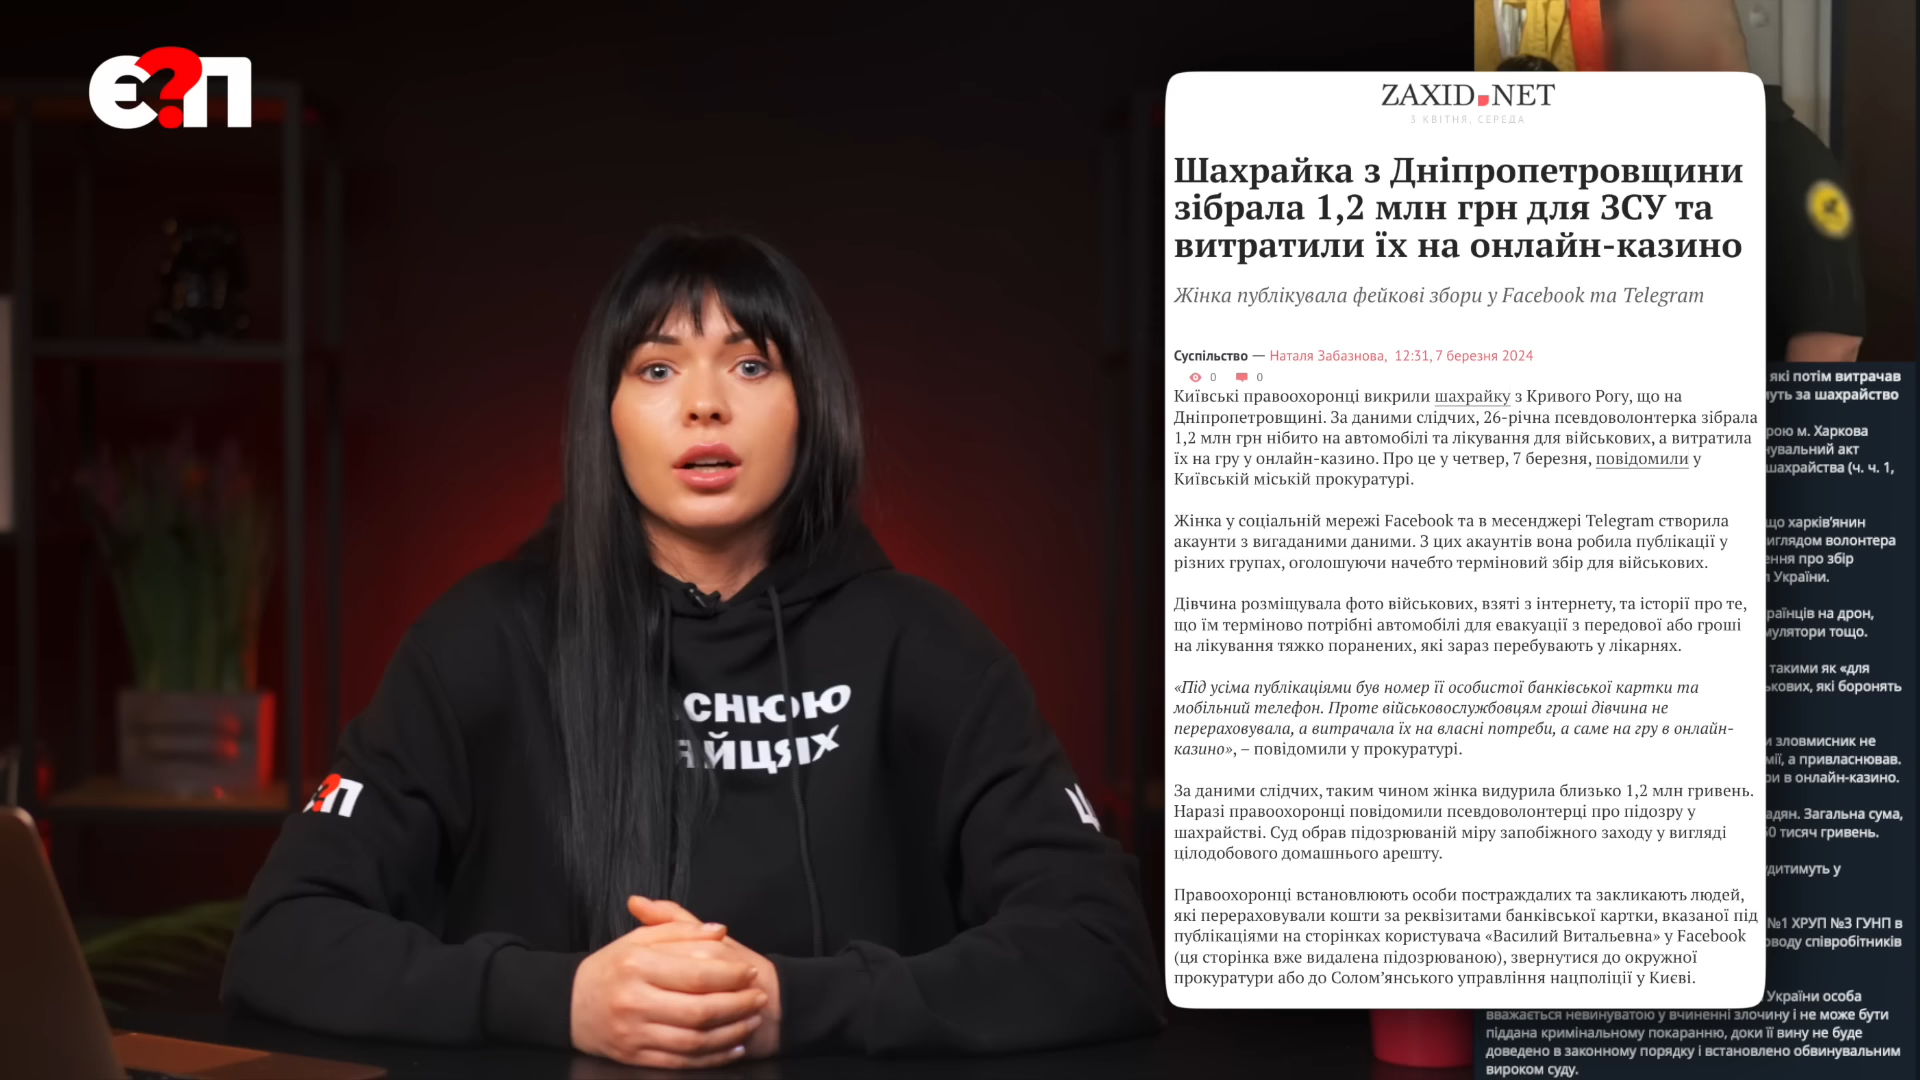 Є?П
СНЮЮ
ЙЦЯХ
?П
Ц
ZAXID.NET
3 КВІТНЯ, СЕРЕДА
Шахрайка з Дніпропетровщини
зібрала 1,2 млн грн для ЗСУ та
витратили їх на онлайн-казино
Жінка публікувала фейкові збори у Facebook та Telegram
Суспільство — Наталя Забазнова, 12:31, 7 березня 2024
0 0
Київські правоохоронці викрили шахрайку з Кривого Рогу, що на
Дніпропетровщині. За даними слідчих, 26-річна псевдоволонтерка зібрала
1,2 млн грн нібито на автомобілі та лікування для військових, а витратила
їх на гру у онлайн-казино. Про це у четвер, 7 березня, повідомили у
Київській міській прокуратурі.
Жінка у соціальній мережі Facebook та в месенджері Telegram створила
акаунти з вигаданими даними. З цих акаунтів вона робила публікації у
різних групах, оголошуючи начебто терміновий збір для військових.
Дівчина розміщувала фото військових, взяті з інтернету, та історії про те,
що їм терміново потрібні автомобілі для евакуації з передової або гроші
на лікування тяжко поранених, які зараз перебувають у лікарнях.
«Під усіма публікаціями був номер її особистої банківської картки та
мобільний телефон. Проте військовослужбовцям гроші дівчина не
перераховувала, а витрачала їх на власні потреби, а саме на гру в онлайн-
казино», – повідомили у прокуратурі.
За даними слідчих, таким чином жінка видурила близько 1,2 млн гривень.
Наразі правоохоронці повідомили псевдоволонтерці про підозру у
шахрайстві. Суд обрав підозрюваній міру запобіжного заходу у вигляді
цілодобового домашнього арешту.
Правоохоронці встановлюють особи постраждалих та закликають людей,
які перераховували кошти за реквізитами банківської картки, вказаної під
публікаціями на сторінках користувача «Василий Витальевна» у Facebook
(ця сторінка вже видалена підозрюваною), звернутися до окружної
прокуратури або до Солом’янського управління нацполіції у Києві.
які потім витрачав
за шахрайство
рою м. Харкова
акт
шахрайства (ч. ч. 1,
що харків’янин
волонтера
про збір
України.
на дрон,
тощо.
такими як «для
які боронять
зловмисник не
а привласнював.
в онлайн-казино.
Загальна сума,
0 тисяч гривень.
у
№1 ХРУП №3 ГУНП в
співробітників
України особа
вважається невинуватою у вчиненні злочину і не може бути
піддана кримінальному покаранню, доки її вину не буде
доведено в законному порядку і встановлено обвинувальним
вироком суду.